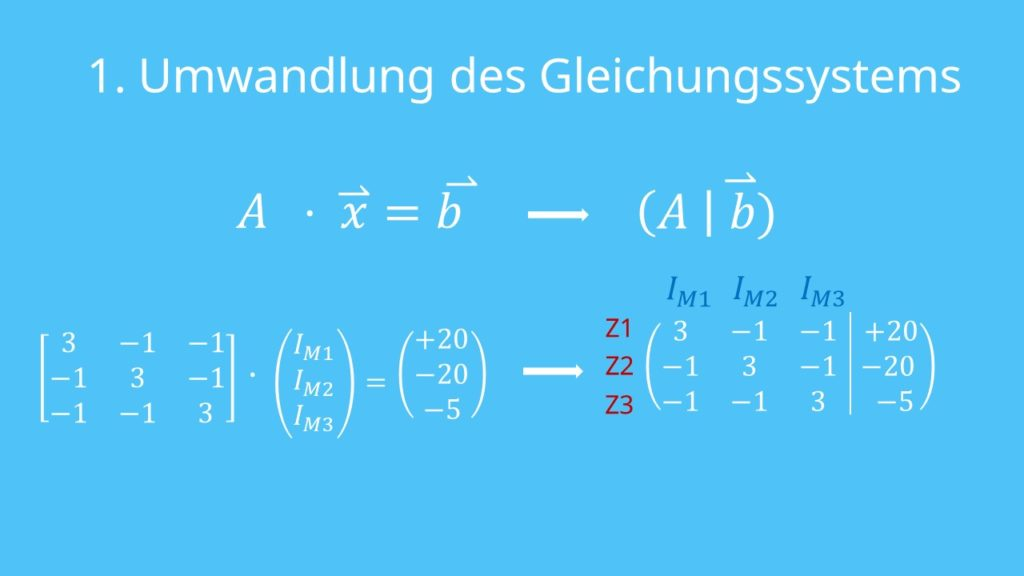 1. Umwandlung des Gleichungssystems
A · x⃗ = b⃗ → (A | b⃗)
I_M1 I_M2 I_M3
[3 −1 −1] · (I_M1) = (+20) → Z1 (3 −1 −1 | +20)
[−1 3 −1] (I_M2) (−20) Z2 (−1 3 −1 | −20)
[−1 −1 3] (I_M3) (−5) Z3 (−1 −1 3 | −5)